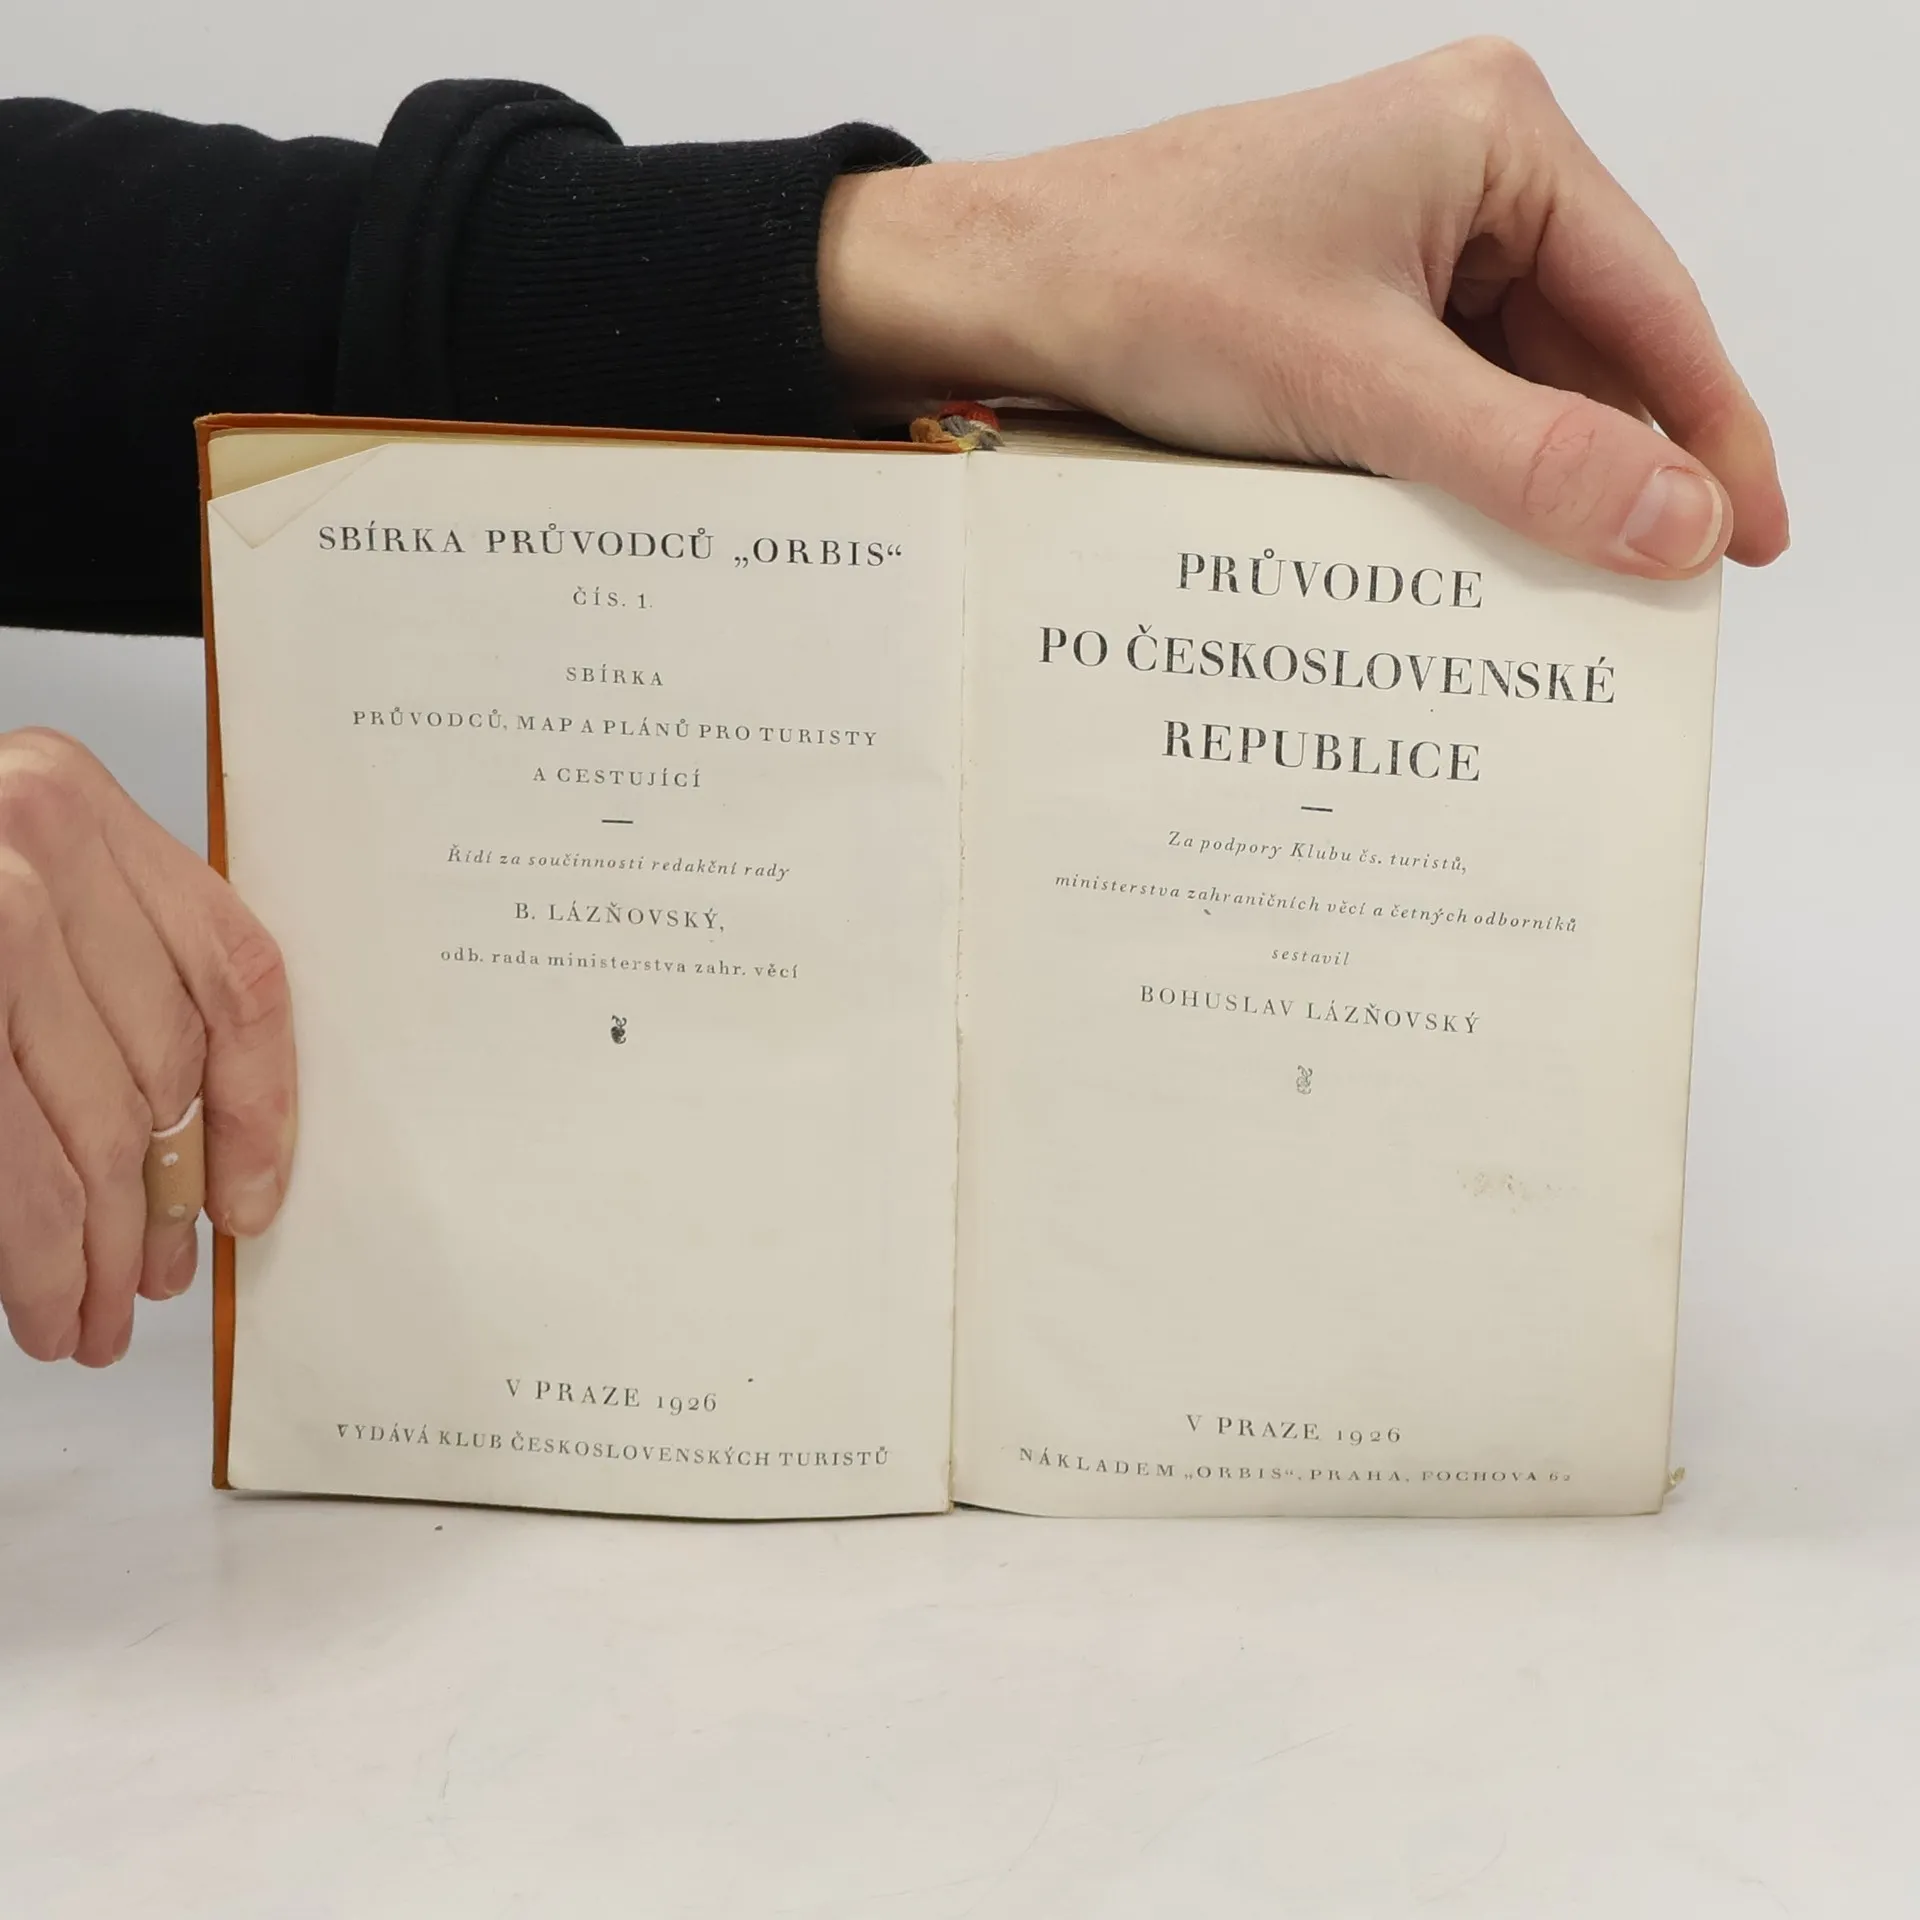 SBÍRKA PRŮVODCŮ „ORBIS“
ČÍS. 1.
SBÍRKA
PRŮVODCŮ, MAP A PLÁNŮ PRO TURISTY
A CESTUJÍCÍ
Řídí za součinnosti redakční rady
B. LÁZŇOVSKÝ,
odb. rada ministerstva zahr. věcí
V PRAZE 1926
VYDÁVÁ KLUB ČESKOSLOVENSKÝCH TURISTŮ
PRŮVODCE
PO ČESKOSLOVENSKÉ
REPUBLICE
Za podpory Klubu čs. turistů,
ministerstva zahraničních věcí a četných odborníků
sestavil
BOHUSLAV LÁZŇOVSKÝ
V PRAZE 1926
NÁKLADEM „ORBIS“, PRAHA, FOCHOVA 62